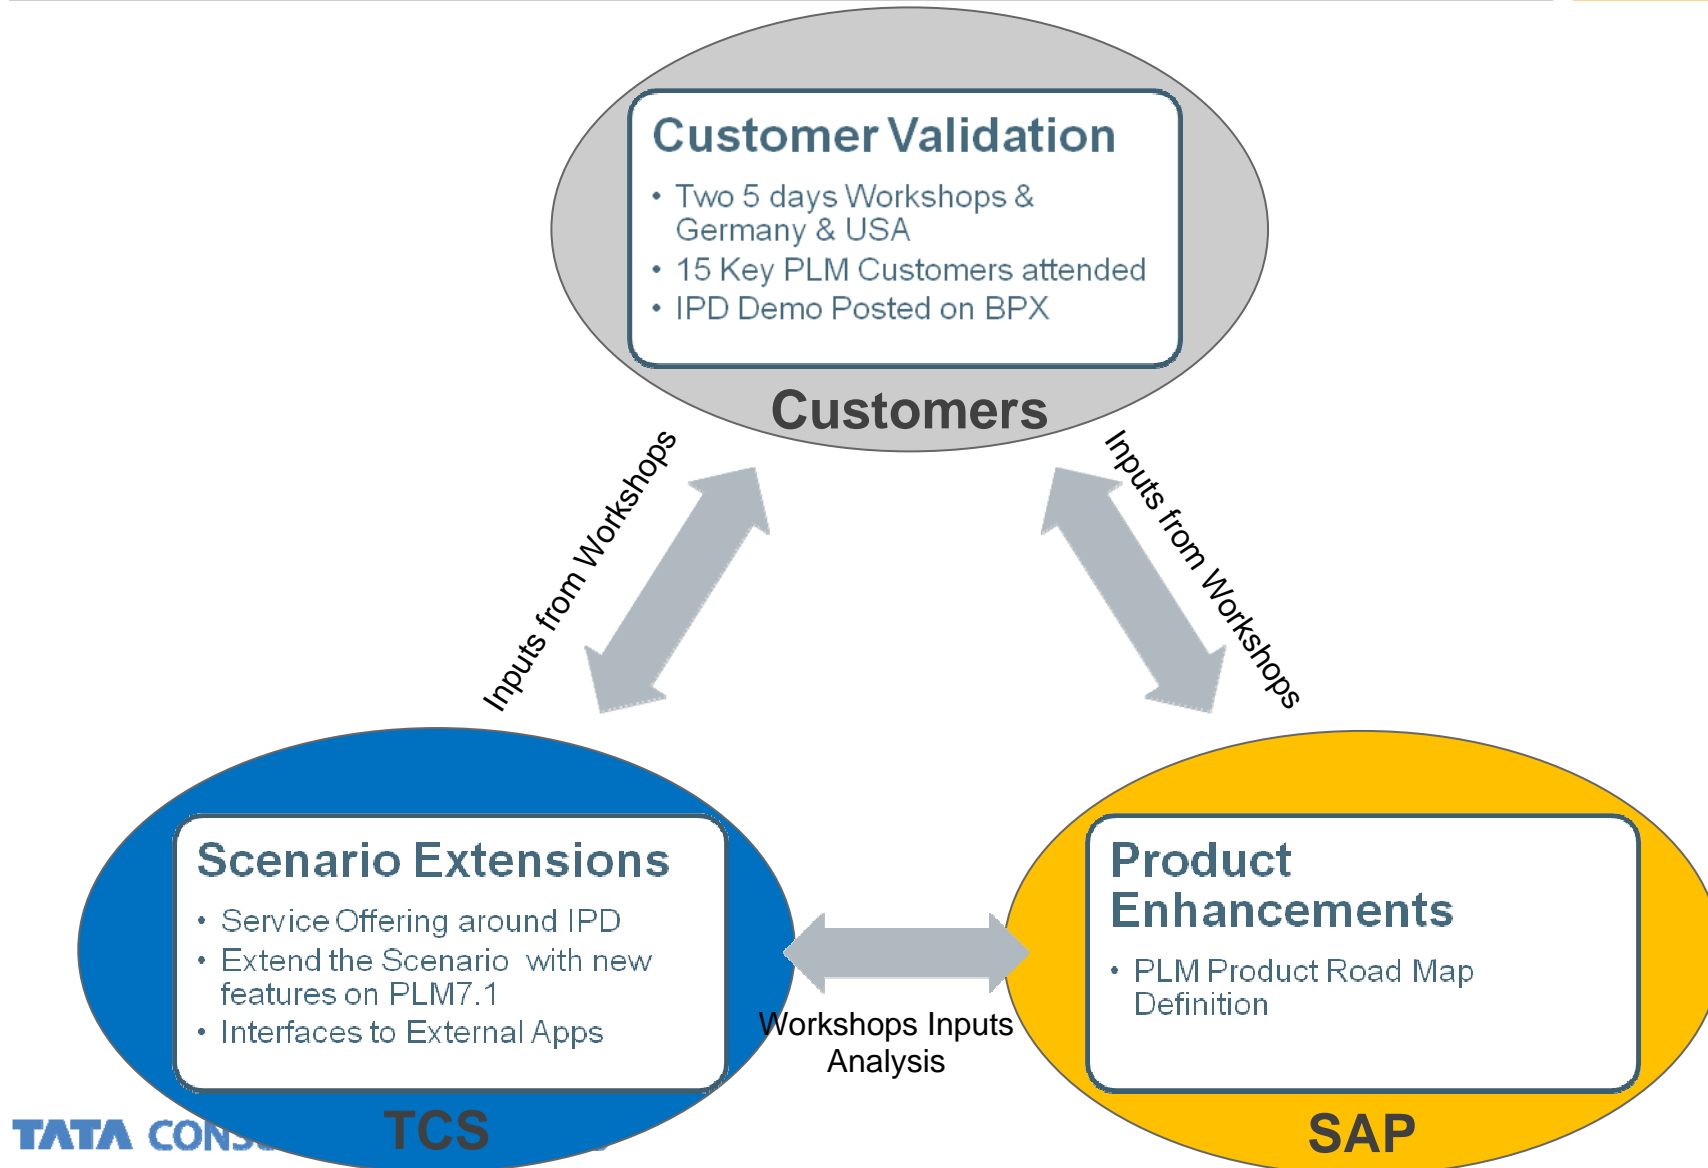 Customer Validation
• Two 5 days Workshops &
Germany & USA
• 15 Key PLM Customers attended
• IPD Demo Posted on BPX
Customers
Inputs from Workshops
Inputs from Workshops
Scenario Extensions
• Service Offering around IPD
• Extend the Scenario with new
features on PLM7.1
• Interfaces to External Apps
TCS
Workshops Inputs
Analysis
Product
Enhancements
• PLM Product Road Map
Definition
SAP
TATA